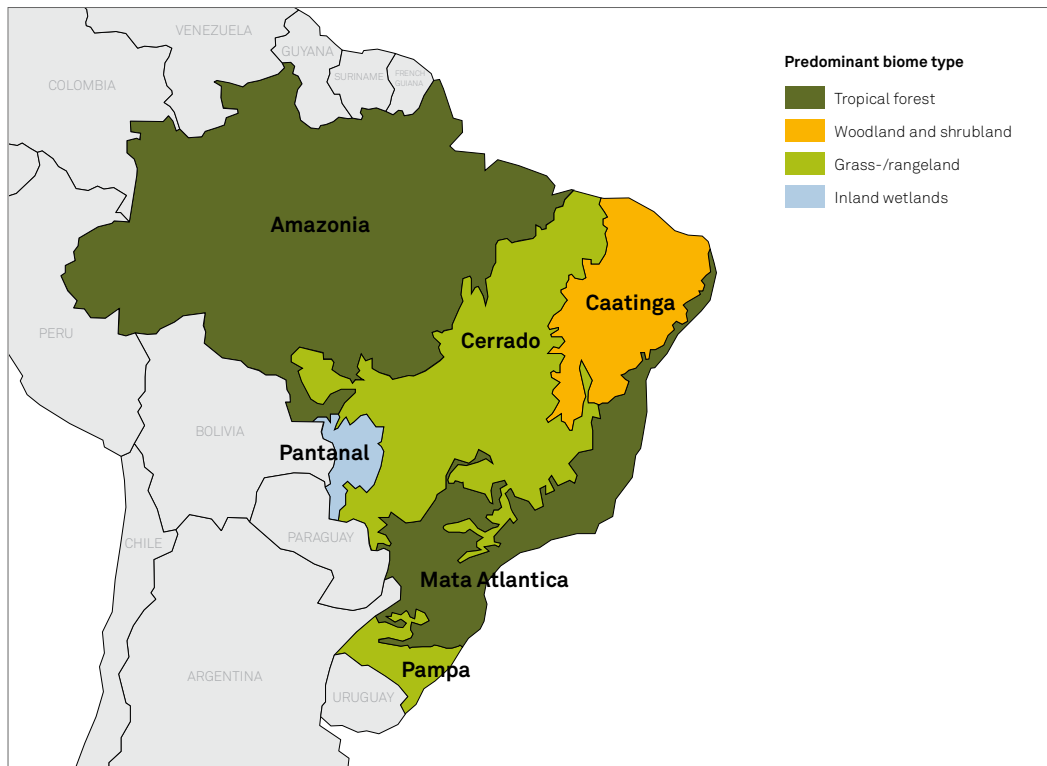 VENEZUELA
GUYANA
COLOMBIA
SURINAME
FRENCH
GUIANA
Predominant biome type
Tropical forest
Woodland and shrubland
Grass-/rangeland
Inland wetlands
Amazonia
Caatinga
PERU
Cerrado
BOLIVIA
Pantanal
PARAGUAY
CHILE
Mata Atlantica
Pampa
ARGENTINA
URUGUAY